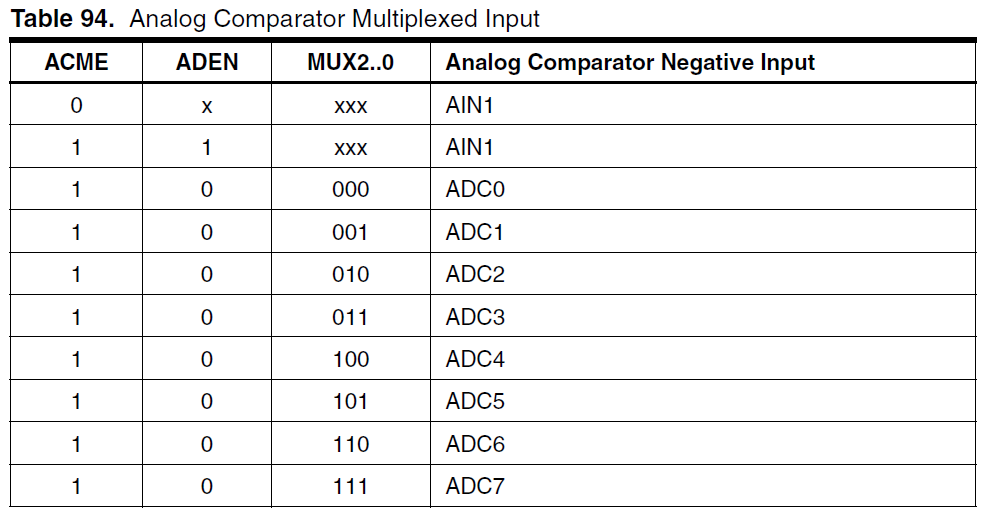 Table 94. Analog Comparator Multiplexed Input
ACME ADEN MUX2..0 Analog Comparator Negative Input
0 x xxx AIN1
1 1 xxx AIN1
1 0 000 ADC0
1 0 001 ADC1
1 0 010 ADC2
1 0 011 ADC3
1 0 100 ADC4
1 0 101 ADC5
1 0 110 ADC6
1 0 111 ADC7